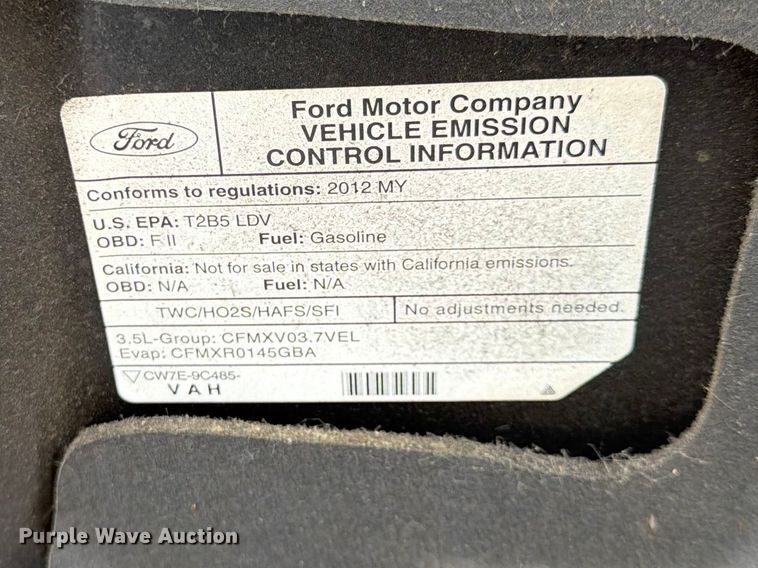 Ford
Ford Motor Company
VEHICLE EMISSION
CONTROL INFORMATION
Conforms to regulations: 2012 MY
U.S. EPA: T2B5 LDV
OBD: F II Fuel: Gasoline
California: Not for sale in states with California emissions.
OBD: N/A Fuel: N/A
TWC/HO2S/HAFS/SFI No adjustments needed.
3.5L-Group: CFMXV03.7VEL
Evap: CFMXR0145GBA
CW7E-9C485-
VAH
Purple Wave Auction